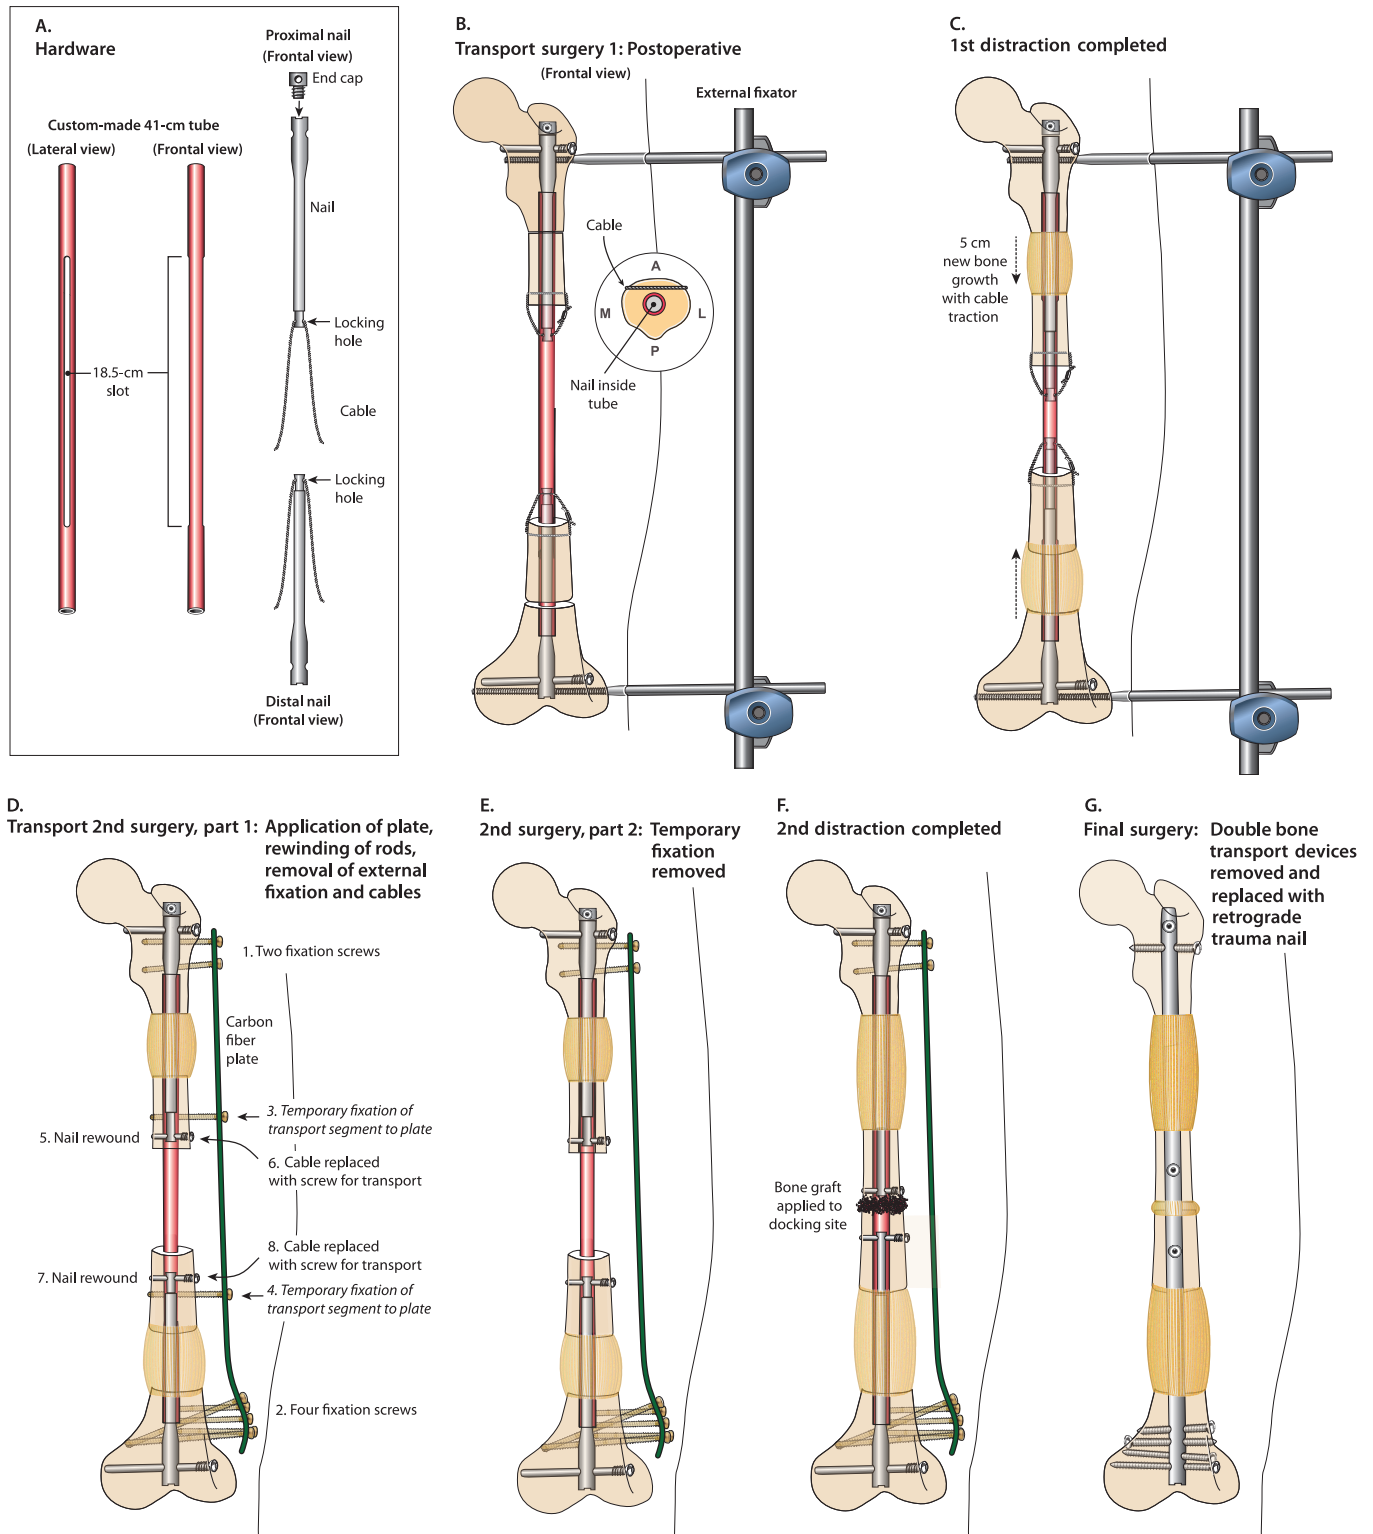 A.
Hardware
Proximal nail
(Frontal view)
End cap
Custom-made 41-cm tube
(Lateral view)
(Frontal view)
Nail
Locking
hole
18.5-cm
slot
Cable
Locking
hole
Distal nail
(Frontal view)
B.
Transport surgery 1: Postoperative
(Frontal view)
External fixator
Cable
A
M
L
P
Nail inside
tube
C.
1st distraction completed
5 cm
new bone
growth
with cable
traction
D.
Transport 2nd surgery, part 1: Application of plate,
rewinding of rods,
removal of external
fixation and cables
1. Two fixation screws
Carbon
fiber
plate
3. Temporary fixation of
transport segment to plate
5. Nail rewound
6. Cable replaced
with screw for transport
8. Cable replaced
with screw for transport
7. Nail rewound
4. Temporary fixation of
transport segment to plate
2. Four fixation screws
E.
2nd surgery, part 2: Temporary
fixation
removed
F.
2nd distraction completed
Bone graft
applied to
docking site
G.
Final surgery: Double bone
transport devices
removed and
replaced with
retrograde
trauma nail